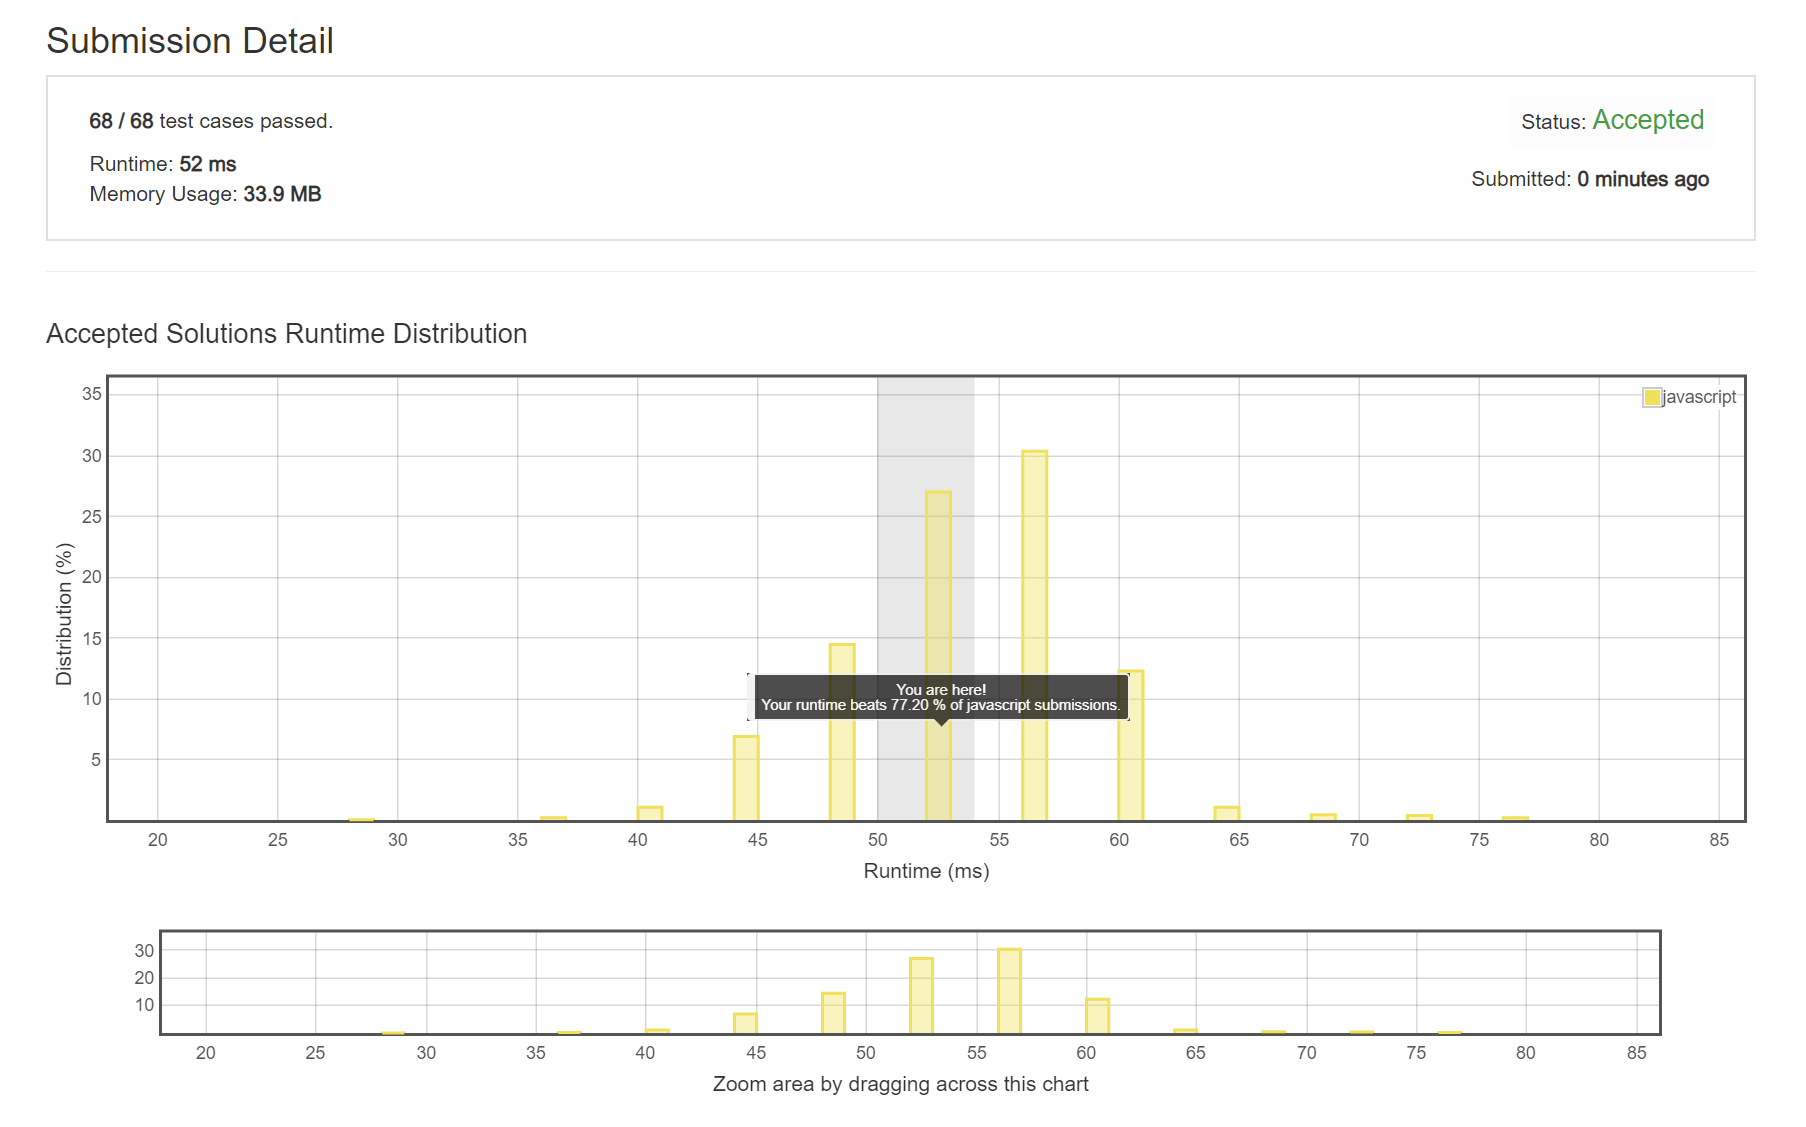 Submission Detail
68 / 68 test cases passed.
Status: Accepted
Runtime: 52 ms
Memory Usage: 33.9 MB
Submitted: 0 minutes ago
Accepted Solutions Runtime Distribution
35
30
25
20
15
10
5
Distribution (%)
javascript
You are here!
Your runtime beats 77.20 % of javascript submissions.
20 25 30 35 40 45 50 55 60 65 70 75 80 85
Runtime (ms)
30
20
10
20 25 30 35 40 45 50 55 60 65 70 75 80 85
Zoom area by dragging across this chart